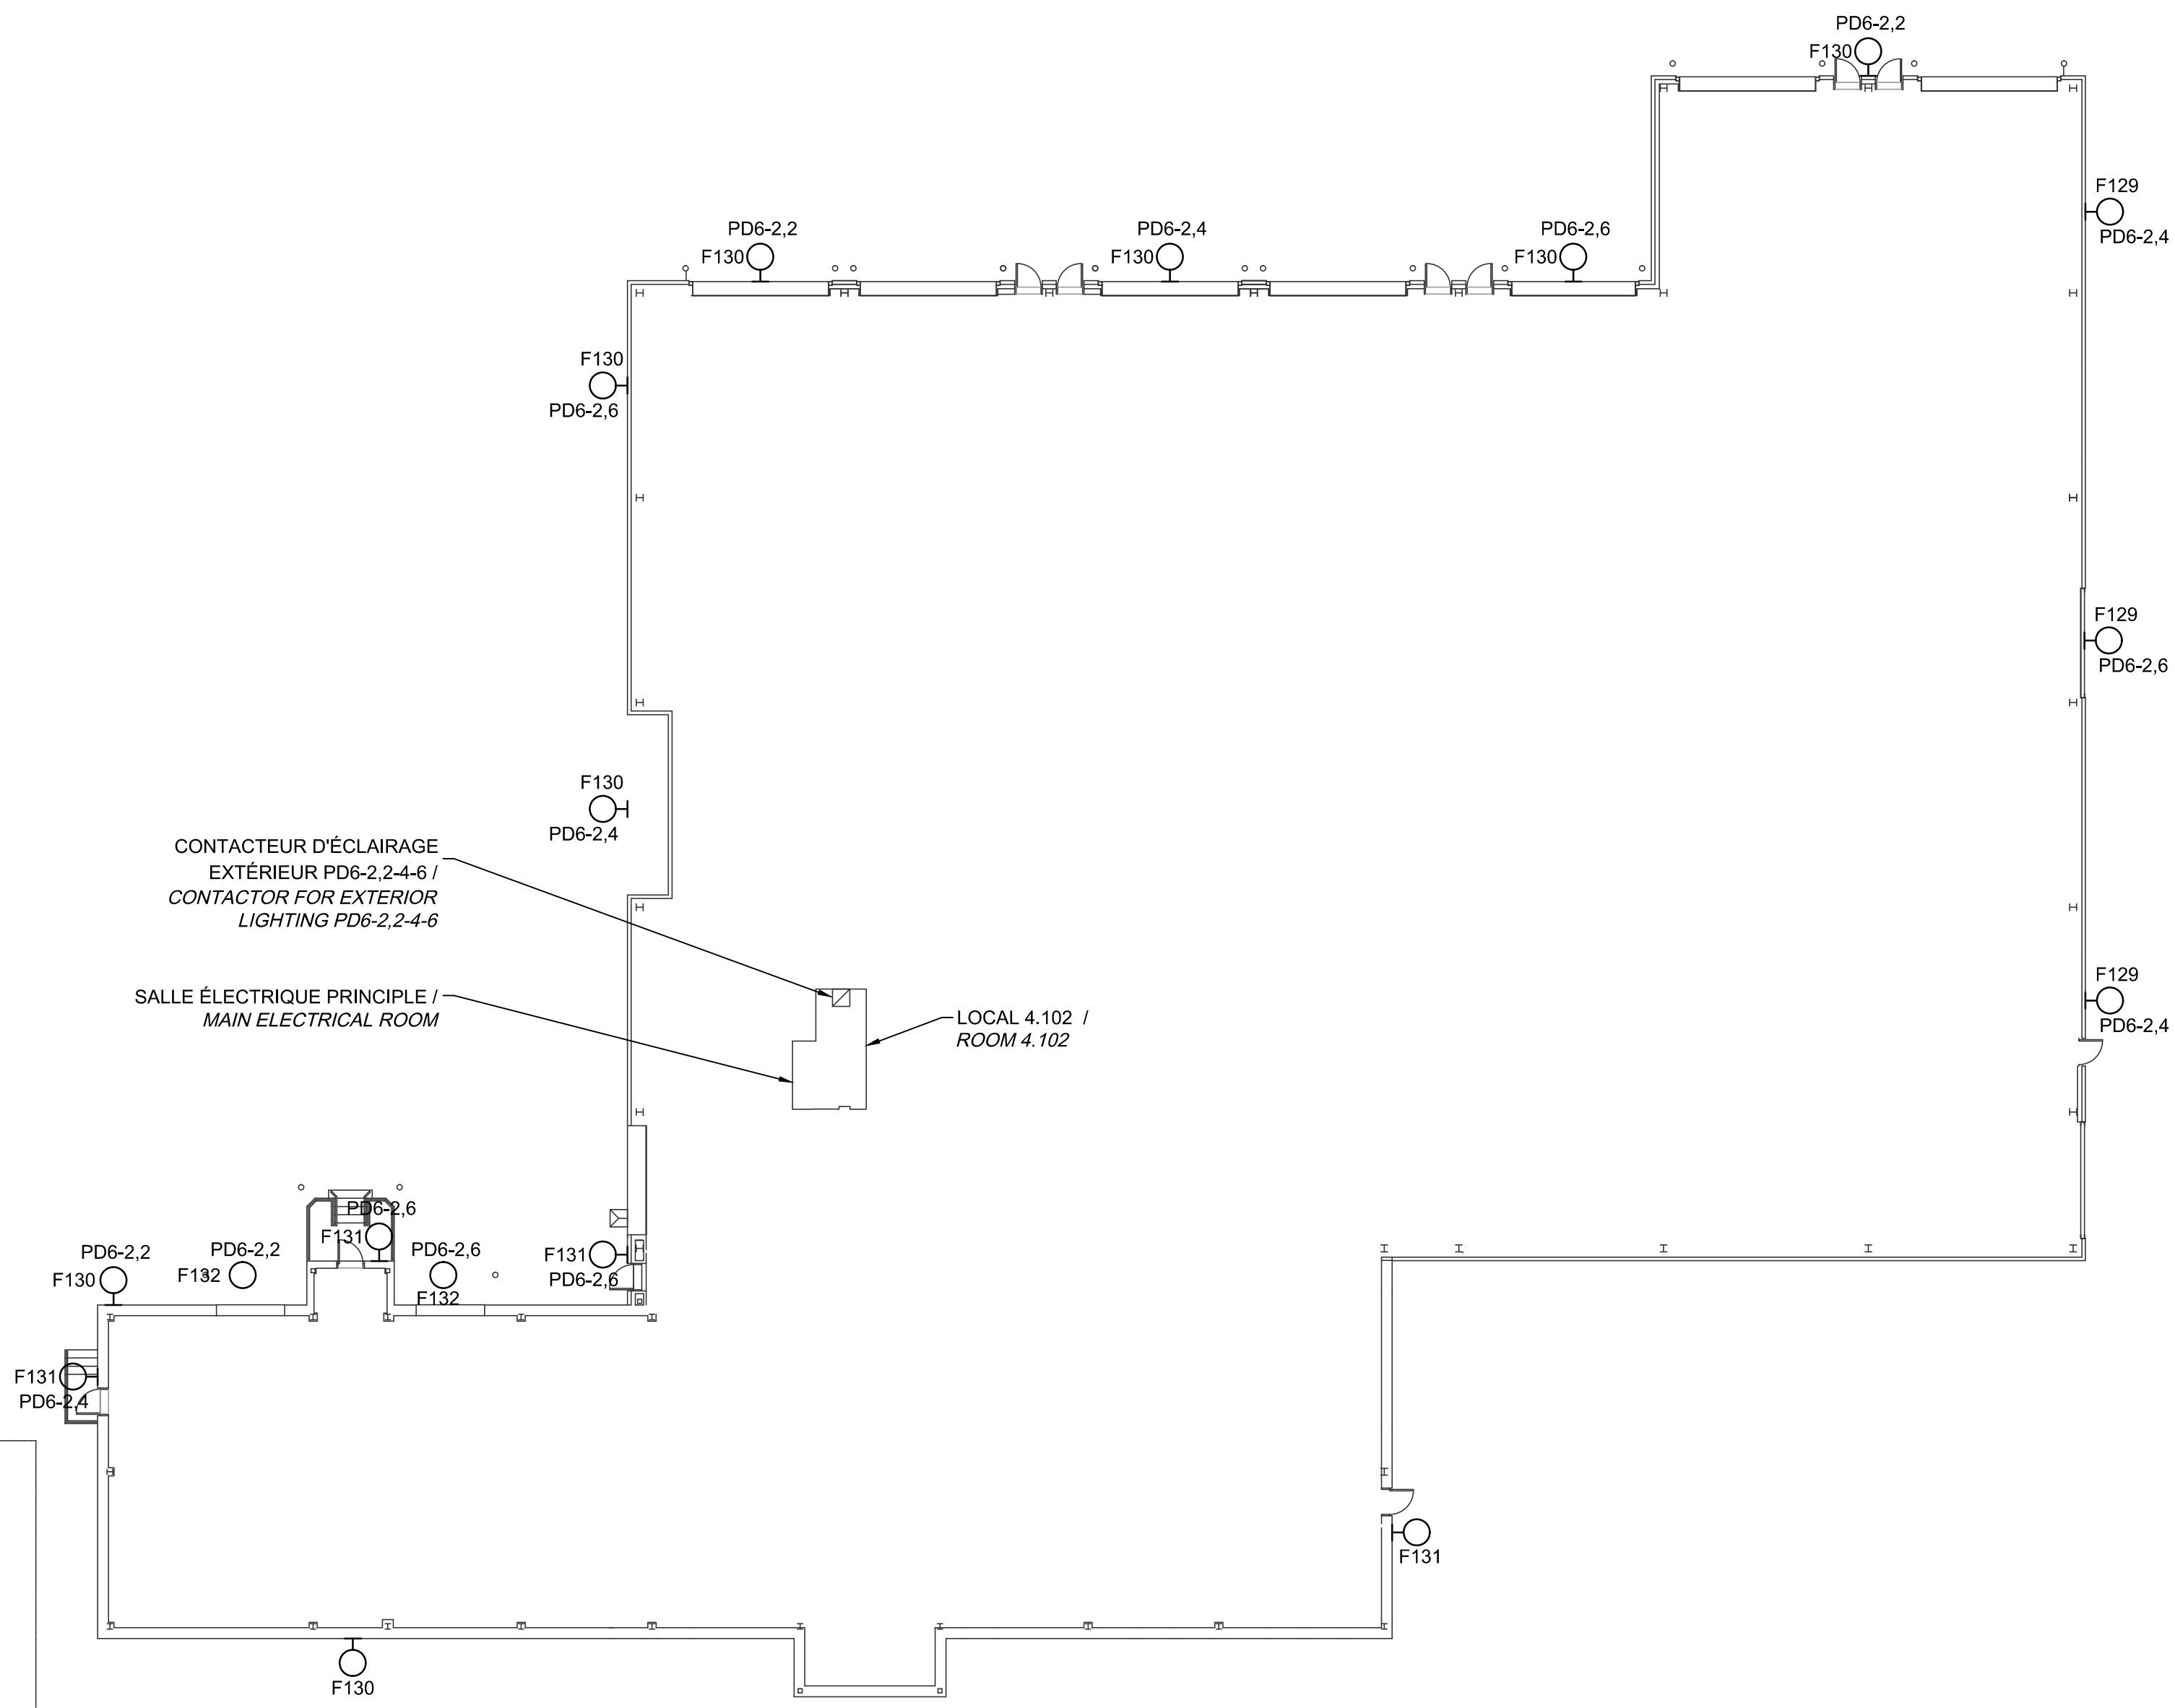 PD6-2,2
F130
F129
PD6-2,4
PD6-2,2
F130
PD6-2,4
F130
PD6-2,6
F130
F130
PD6-2,6
F129
PD6-2,6
F130
PD6-2,4
CONTACTEUR D'ÉCLAIRAGE
EXTÉRIEUR PD6-2,2-4-6 /
CONTACTOR FOR EXTERIOR
LIGHTING PD6-2,2-4-6
SALLE ÉLECTRIQUE PRINCIPLE /
MAIN ELECTRICAL ROOM
LOCAL 4.102 /
ROOM 4.102
F129
PD6-2,4
PD6-2,6
F131
PD6-2,2
F130
PD6-2,2
F132
PD6-2,6
F132
F131
PD6-2,6
F131
PD6-2,4
F131
F130